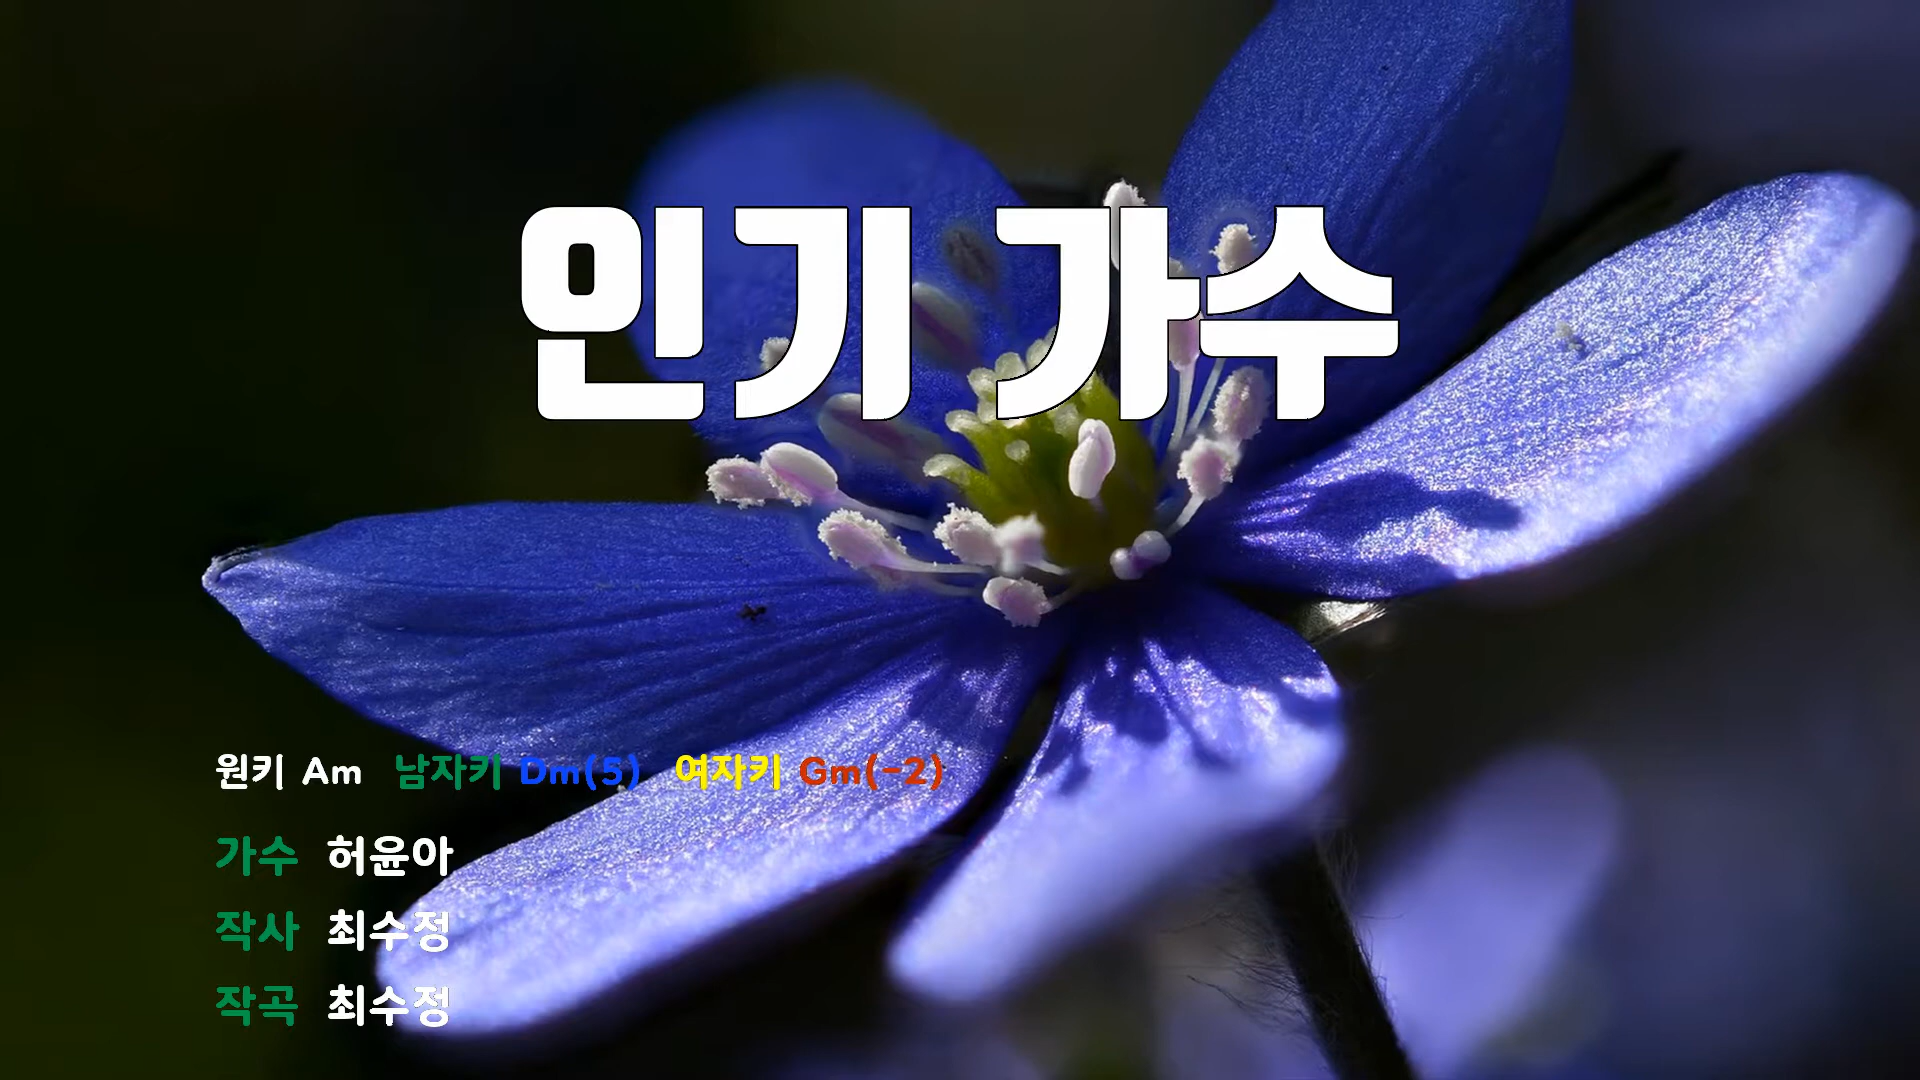 인기 가수
원키 Am 남자키 Dm(5) 여자키 Gm(-2)
가수 허윤아
작사 최수정
작곡 최수정